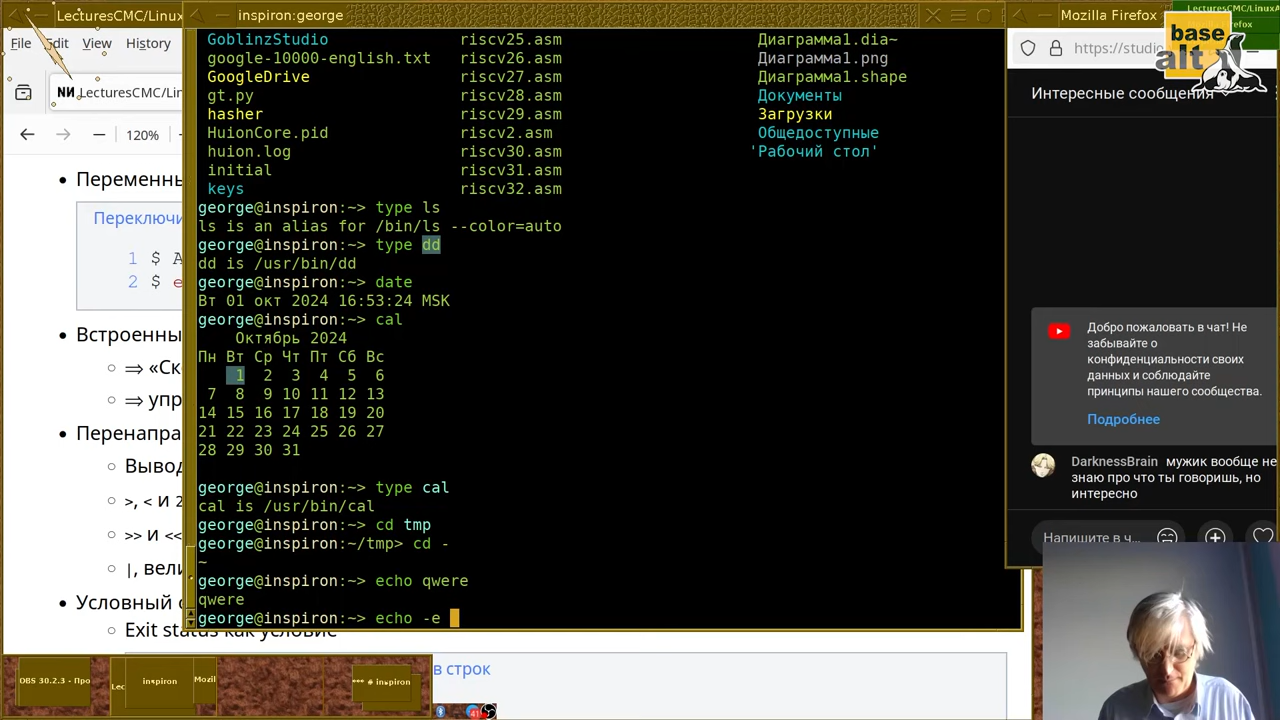 LecturesCMC/Linux
inspiron:george
Mozilla Firefox
LecturesCMC/LinuxA
File Edit View History
https://studio
base
alt
LecturesCMC/Lin
120%
Интересные сообщения
GoblinzStudio riscv25.asm Диаграмма1.dia~
google-10000-english.txt riscv26.asm Диаграмма1.png
GoogleDrive riscv27.asm Диаграмма1.shape
gt.py riscv28.asm Документы
hasher riscv29.asm Загрузки
HuionCore.pid riscv2.asm Общедоступные
huion.log riscv30.asm 'Рабочий стол'
initial riscv31.asm
keys riscv32.asm
george@inspiron:~> type ls
ls is an alias for /bin/ls --color=auto
george@inspiron:~> type dd
dd is /usr/bin/dd
george@inspiron:~> date
Вт 01 окт 2024 16:53:24 MSK
george@inspiron:~> cal
Октябрь 2024
Пн Вт Ср Чт Пт Сб Вс
1 2 3 4 5 6
7 8 9 10 11 12 13
14 15 16 17 18 19 20
21 22 23 24 25 26 27
28 29 30 31
george@inspiron:~> type cal
cal is /usr/bin/cal
george@inspiron:~> cd tmp
george@inspiron:~/tmp> cd -
~
george@inspiron:~> echo qwere
qwere
george@inspiron:~> echo -e
Переменны
Переключи
1 $ A
2 $ e
Встроенны
⇒ «Ск
⇒ упр
Перенапра
Вывод
>, < и 2
>> и <<
|, вели
Условный о
Exit status как условие
в строк
Добро пожаловать в чат! Не
забывайте о
конфиденциальности своих
данных и соблюдайте
принципы нашего сообщества.
Подробнее
DarknessBrain мужик вообще не
знаю про что ты говоришь, но
интересно
Напишите в ч...
OBS 30.2.3 - Про
Lec
inspiron
Mozil
*** # inspiron